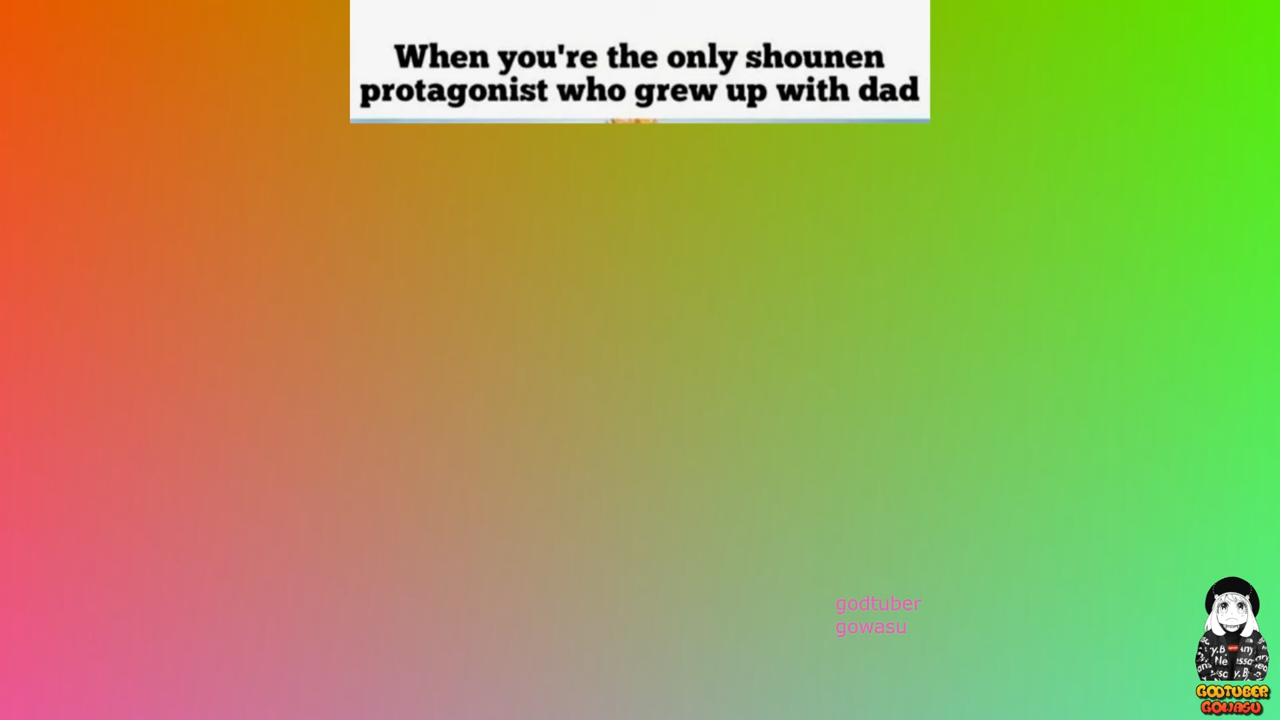 When you're the only shounen
protagonist who grew up with dad
godtuber
gowasu
GODTUBER
GOWASU